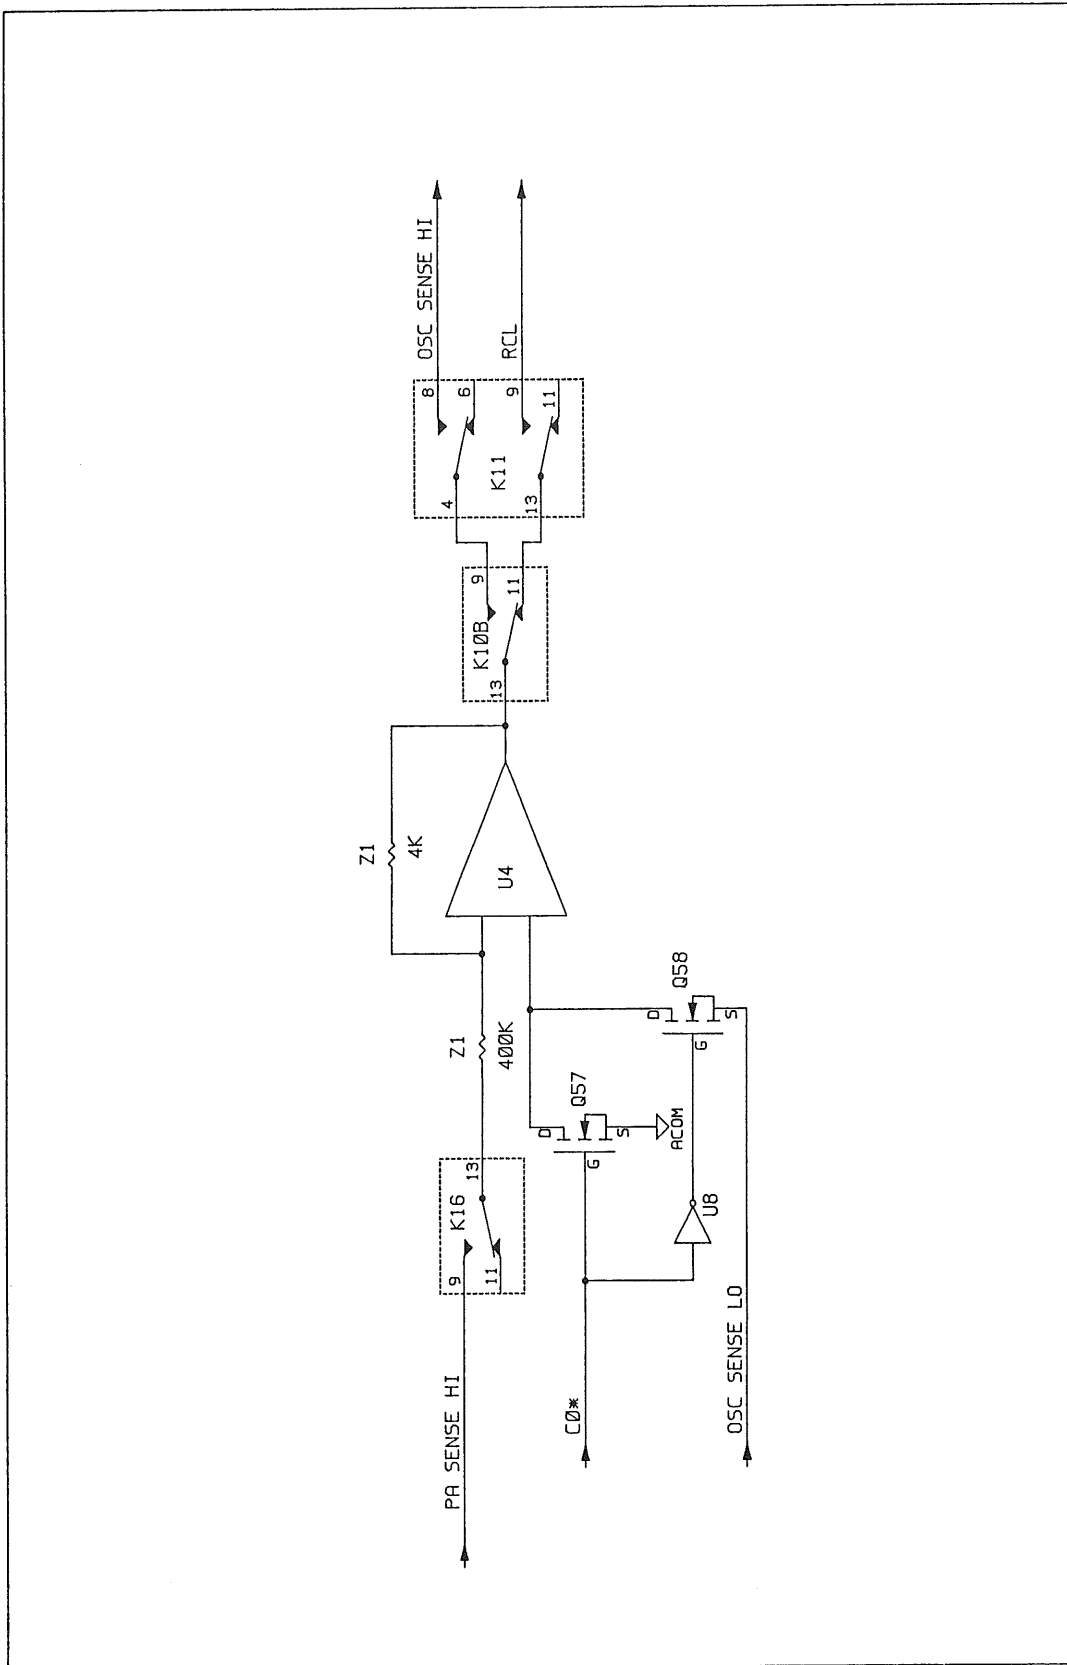 PA SENSE HI
9
11
K16
13
Z1
400K
Z1
4K
U4
13
K10B
9
11
4
13
K11
8
6
9
11
OSC SENSE HI
RCL
C0*
U8
Q57
D
G
S
ACOM
Q58
D
G
S
OSC SENSE LO